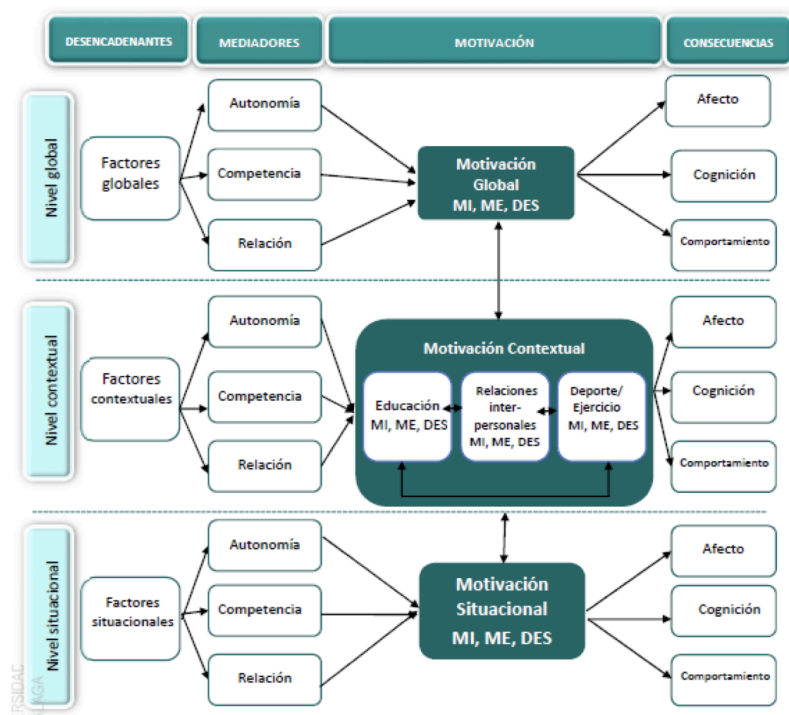 DESENCADENANTES
MEDIADORES
MOTIVACIÓN
CONSECUENCIAS
Nivel global
Factores
globales
Autonomía
Competencia
Relación
Motivación
Global
MI, ME, DES
Afecto
Cognición
Comportamiento
Nivel contextual
Factores
contextuales
Autonomía
Competencia
Relación
Motivación Contextual
Educación
MI, ME, DES
Relaciones
inter-
personales
MI, ME, DES
Deporte/
Ejercicio
MI, ME, DES
Afecto
Cognición
Comportamiento
Nivel situacional
Factores
situacionales
Autonomía
Competencia
Relación
Motivación
Situacional
MI, ME, DES
Afecto
Cognición
Comportamiento